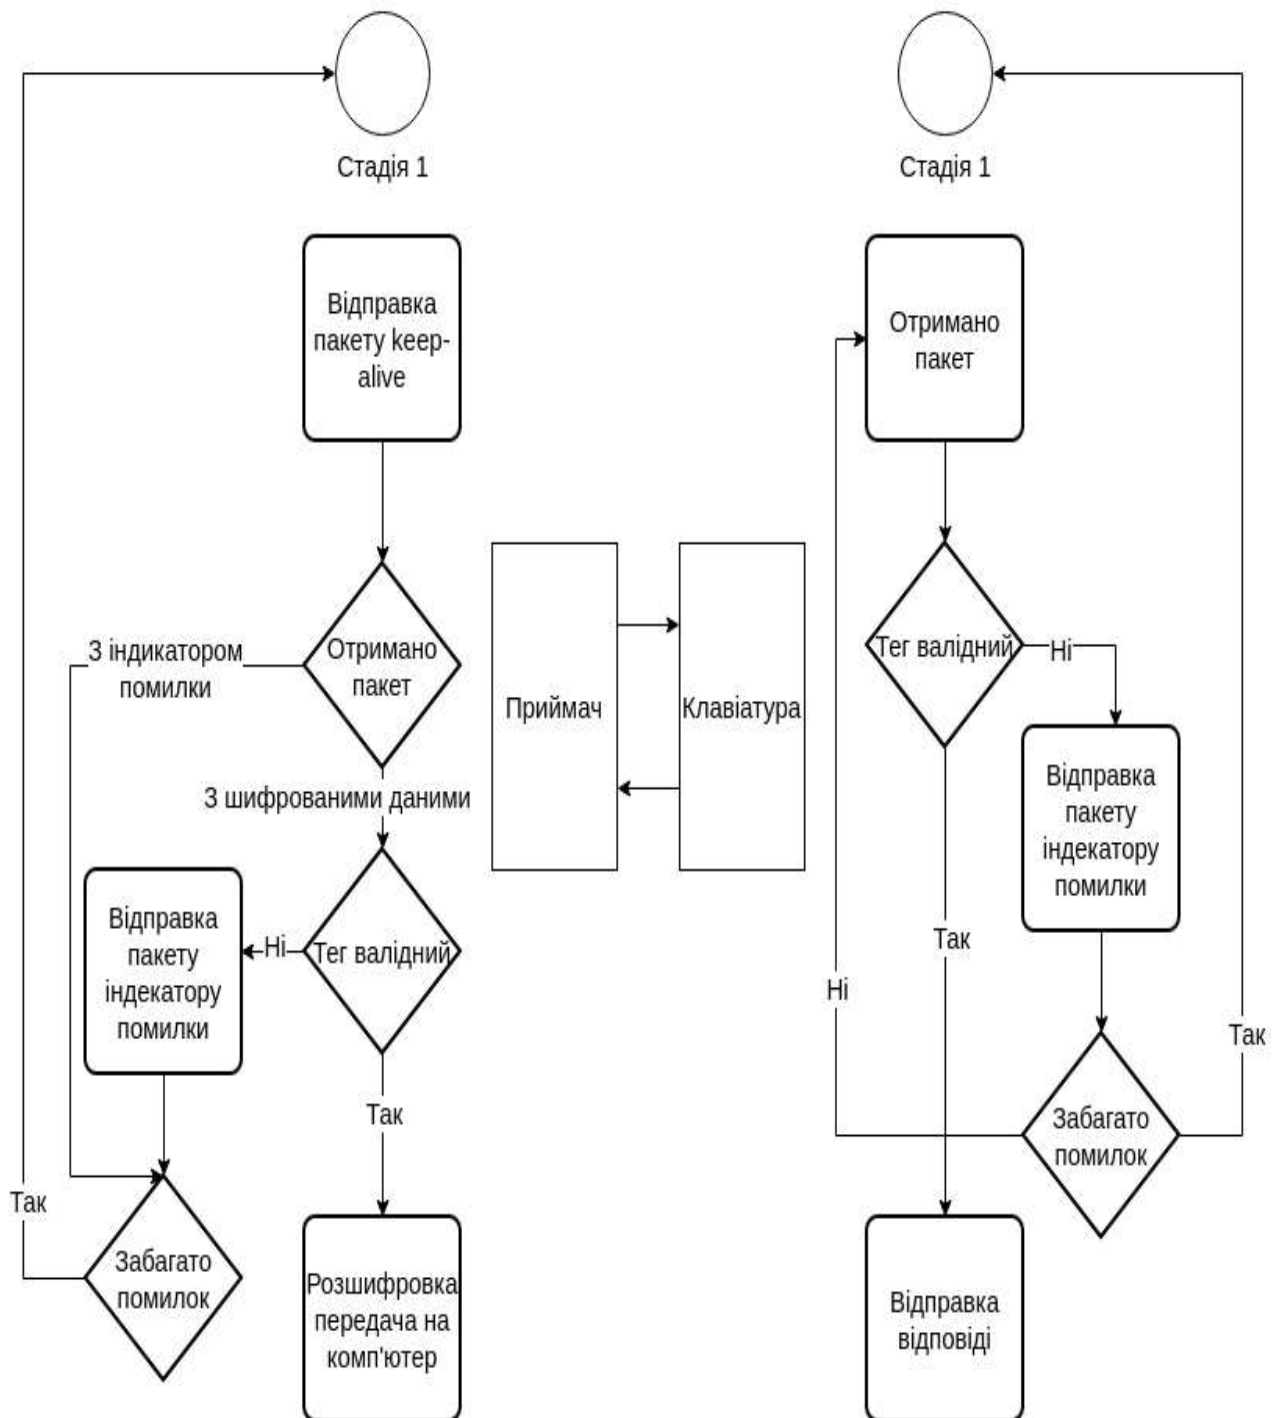 Стадія 1
Стадія 1
Відправка
пакету keep-
alive
Отримано
пакет
З індикатором
помилки
Отримано
пакет
Приймач
Клавіатура
Тег валідний
Ні
З шифрованими даними
Відправка
пакету
індекатору
помилки
Відправка
пакету
індекатору
помилки
Ні
Тег валідний
Так
Ні
Так
Так
Забагато
помилок
Так
Забагато
помилок
Розшифровка
передача на
комп'ютер
Відправка
відповіді